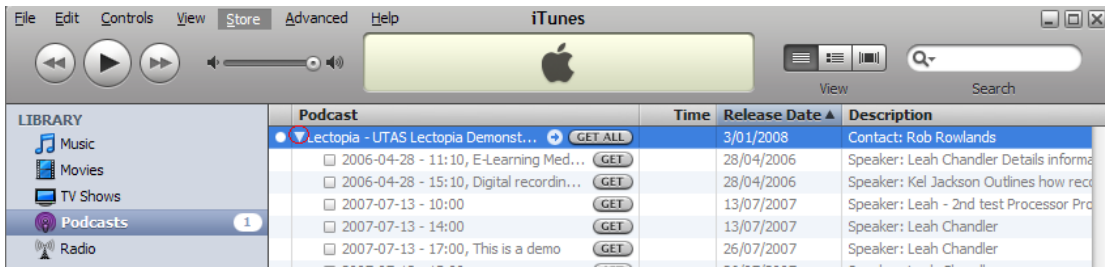 File Edit Controls View Store Advanced Help iTunes
View Search
LIBRARY
Music
Movies
TV Shows
Podcasts 1
Radio
Podcast Time Release Date Description
Lectopia - UTAS Lectopia Demonst... GET ALL 3/01/2008 Contact: Rob Rowlands
2006-04-28 - 11:10, E-Learning Med... GET 28/04/2006 Speaker: Leah Chandler Details informa
2006-04-28 - 15:10, Digital recordin... GET 28/04/2006 Speaker: Kel Jackson Outlines how reco
2007-07-13 - 10:00 GET 13/07/2007 Speaker: Leah - 2nd test Processor Pro
2007-07-13 - 14:00 GET 13/07/2007 Speaker: Leah Chandler
2007-07-13 - 17:00, This is a demo GET 26/07/2007 Speaker: Leah Chandler